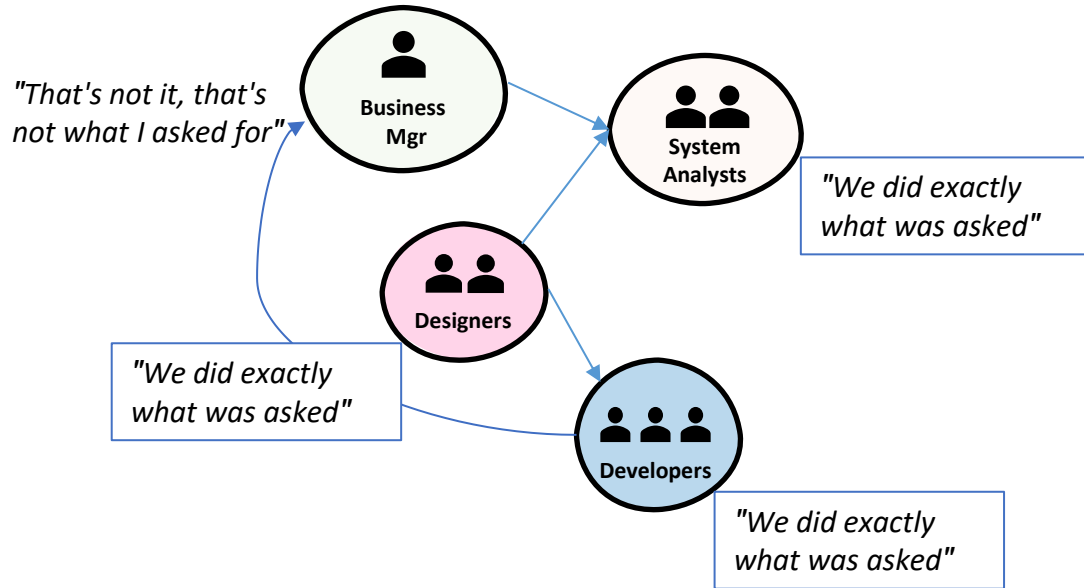 "That's not it, that's
not what I asked for"
Business
Mgr
System
Analysts
"We did exactly
what was asked"
Designers
"We did exactly
what was asked"
Developers
"We did exactly
what was asked"